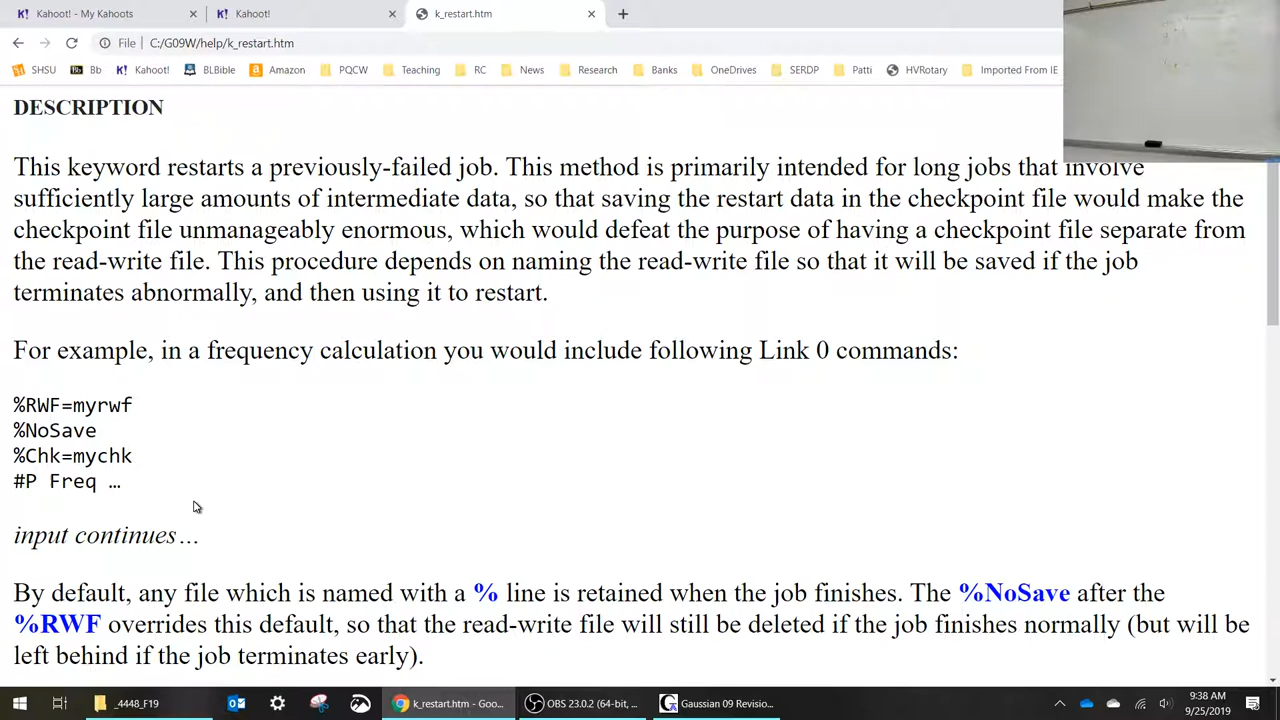 Kahoot! - My Kahoots
Kahoot!
k_restart.htm
File C:/G09W/help/k_restart.htm
SHSU Bb Kahoot! BLBible Amazon PQCW Teaching RC News Research Banks OneDrives SERDP Patti HVRotary Imported From IE
DESCRIPTION
This keyword restarts a previously-failed job. This method is primarily intended for long jobs that involve
sufficiently large amounts of intermediate data, so that saving the restart data in the checkpoint file would make the
checkpoint file unmanageably enormous, which would defeat the purpose of having a checkpoint file separate from
the read-write file. This procedure depends on naming the read-write file so that it will be saved if the job
terminates abnormally, and then using it to restart.
For example, in a frequency calculation you would include following Link 0 commands:
%RWF=myrwf
%NoSave
%Chk=mychk
#P Freq …
input continues…
By default, any file which is named with a % line is retained when the job finishes. The %NoSave after the
%RWF overrides this default, so that the read-write file will still be deleted if the job finishes normally (but will be
left behind if the job terminates early).
_4448_F19
k_restart.htm - Goo...
OBS 23.0.2 (64-bit, ...
Gaussian 09 Revisio...
9:38 AM
9/25/2019